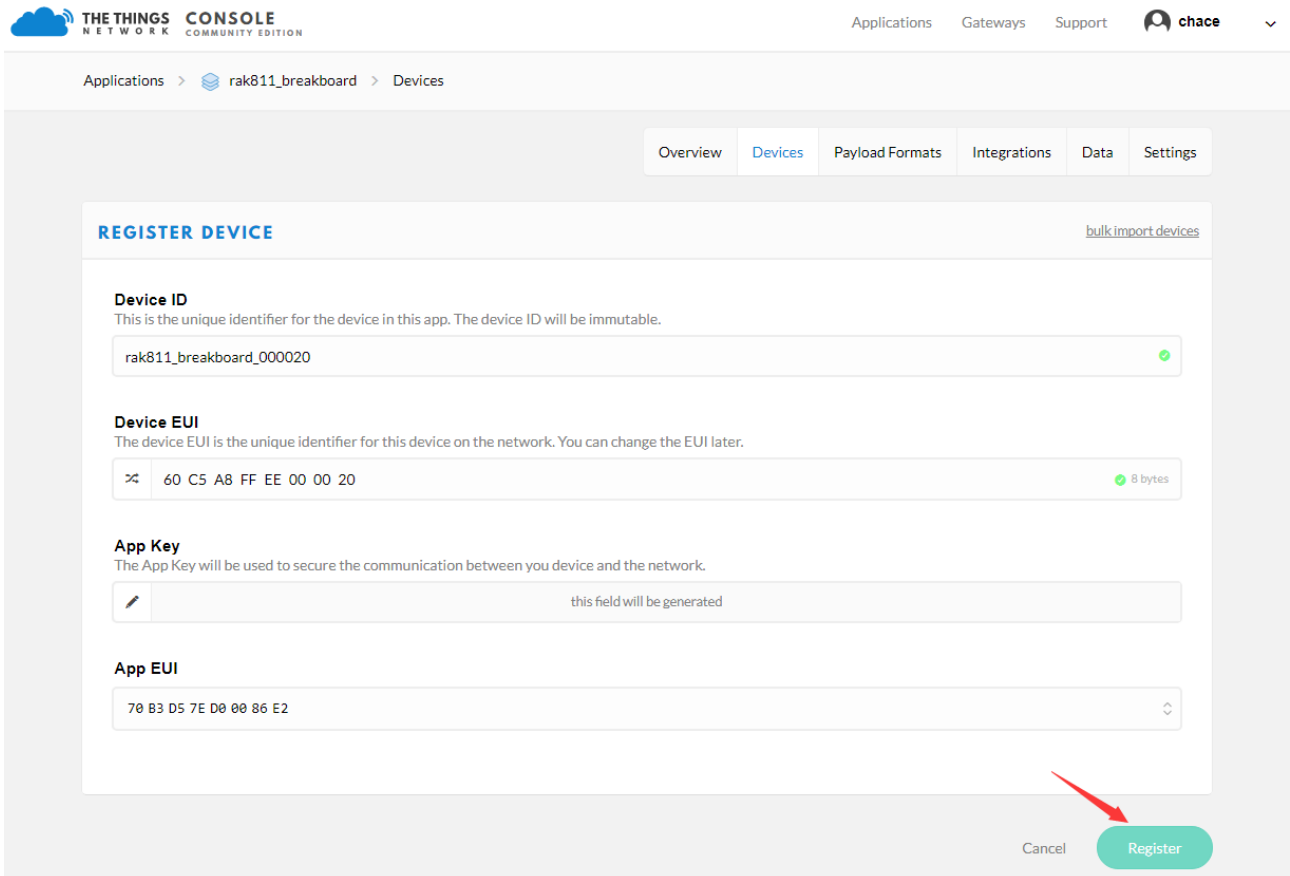 THE THINGS NETWORK CONSOLE COMMUNITY EDITION
Applications Gateways Support chace
Applications > rak811_breakboard > Devices
Overview Devices Payload Formats Integrations Data Settings
REGISTER DEVICE bulk import devices
Device ID
This is the unique identifier for the device in this app. The device ID will be immutable.
rak811_breakboard_000020
Device EUI
The device EUI is the unique identifier for this device on the network. You can change the EUI later.
60 C5 A8 FF EE 00 00 20 8 bytes
App Key
The App Key will be used to secure the communication between you device and the network.
this field will be generated
App EUI
70 B3 D5 7E D0 00 86 E2
Cancel Register